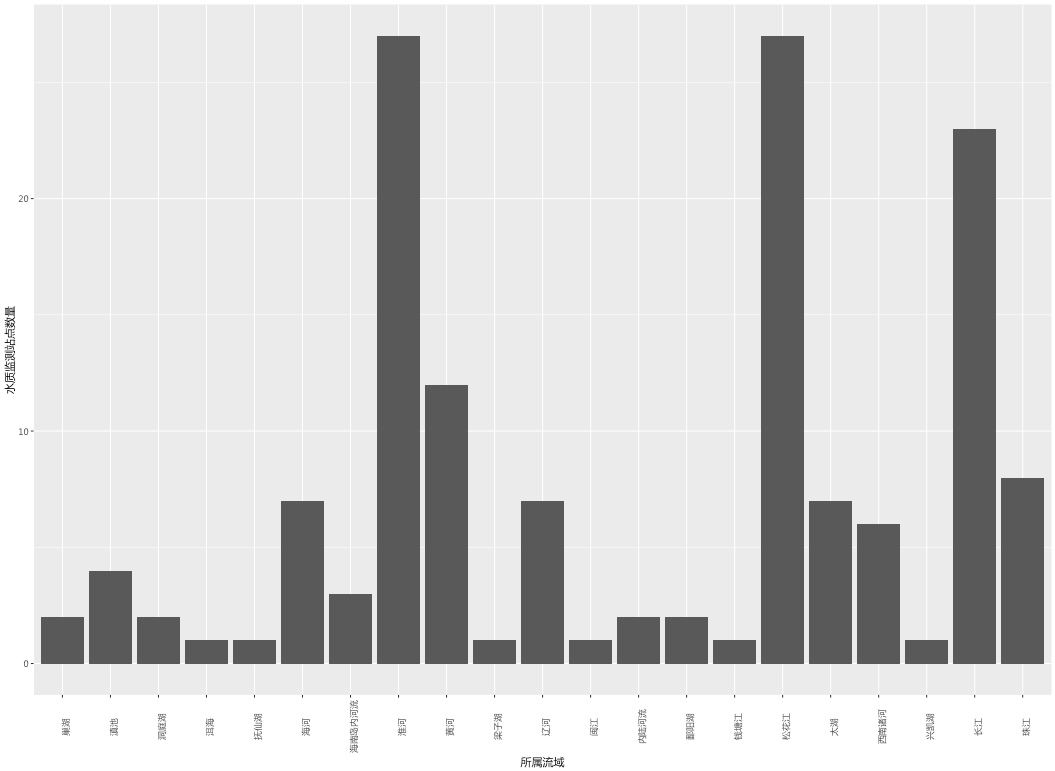 水质监测站点数量
20
10
0
巢湖
滇池
洞庭湖
洱海
抚仙湖
海河
海南岛内河流
淮河
黄河
梁子湖
辽河
闽江
内陆河流
鄱阳湖
钱塘江
松花江
太湖
西南诸河
兴凯湖
长江
珠江
所属流域